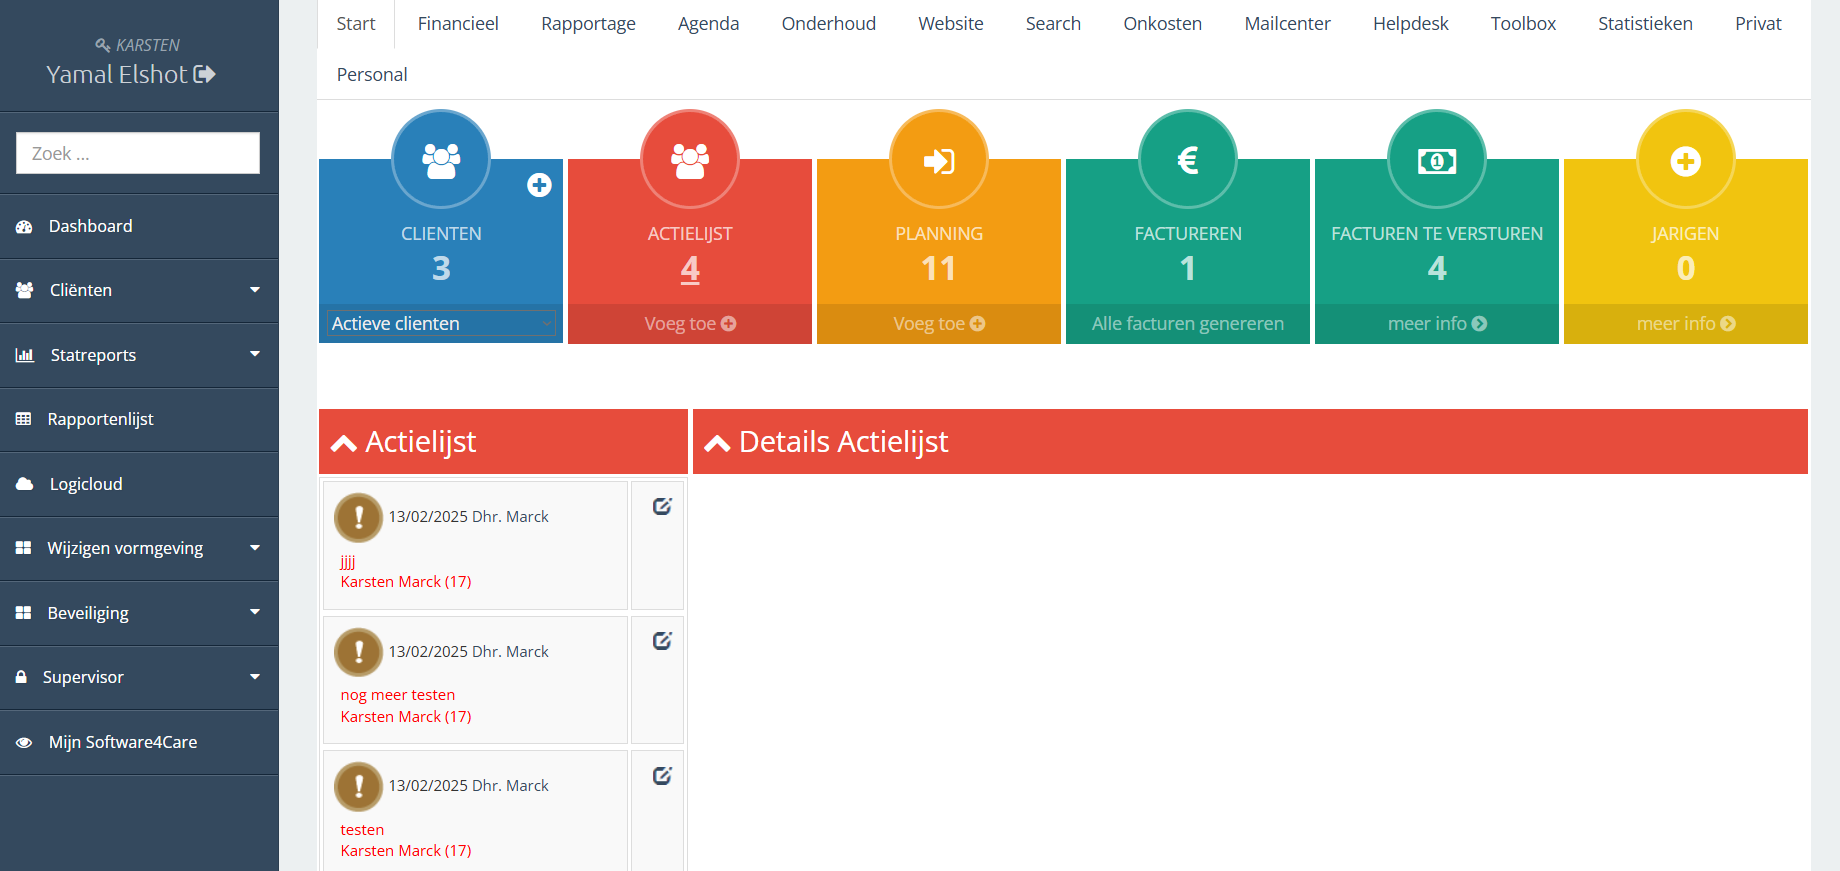 KARSTEN
Yamal Elshot
Zoek ...
Dashboard
Cliënten
Statreports
Rapportenlijst
Logicloud
Wijzigen vormgeving
Beveiliging
Supervisor
Mijn Software4Care
Start Financieel Rapportage Agenda Onderhoud Website Search Onkosten Mailcenter Helpdesk Toolbox Statistieken Privat
Personal
CLIENTEN
3
Actieve clienten
ACTIELIJST
4
Voeg toe
PLANNING
11
Voeg toe
FACTUREREN
1
Alle facturen genereren
FACTUREN TE VERSTUREN
4
meer info
JARIGEN
0
meer info
Actielijst
13/02/2025 Dhr. Marck
jjjj
Karsten Marck (17)
13/02/2025 Dhr. Marck
nog meer testen
Karsten Marck (17)
13/02/2025 Dhr. Marck
testen
Karsten Marck (17)
Details Actielijst